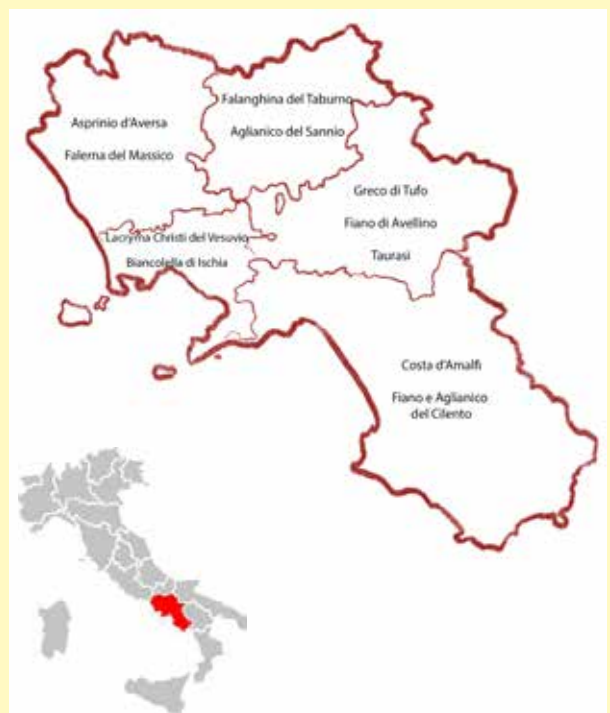 Falanghina del Taburno
Aglianico del Sannio
Asprinio d'Aversa
Falerna del Massico
Greco di Tufo
Fiano di Avellino
Taurasi
Lacryma Christi del Vesuvio
Biancolella di Ischia
Costa d'Amalfi
Fiano e Aglianico
del Cilento